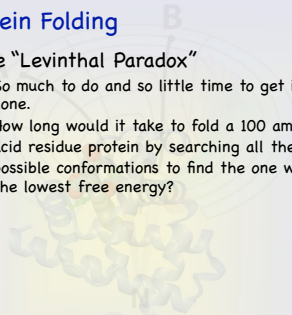 ein Folding
e “Levinthal Paradox”
So much to do and so little time to get i
one.
How long would it take to fold a 100 am
cid residue protein by searching all the
possible conformations to find the one w
he lowest free energy?
B
N